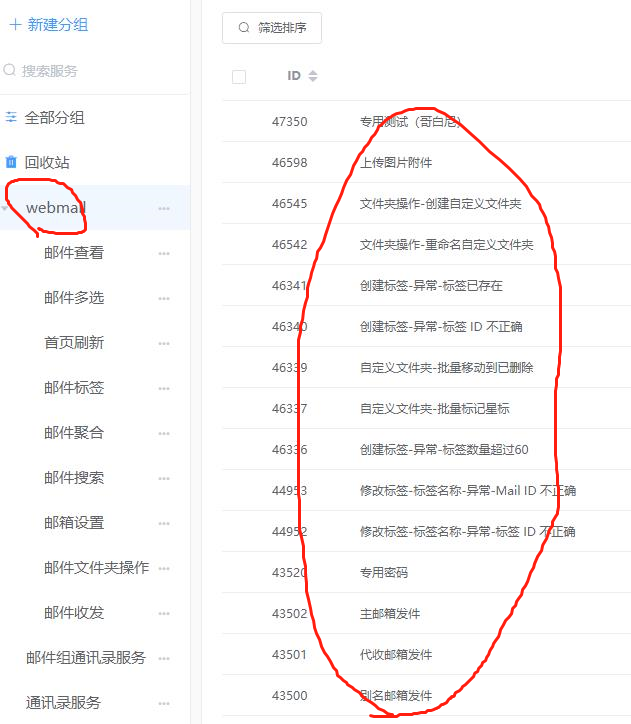 新建分组
搜索服务
全部分组
回收站
webmail
邮件查看
邮件多选
首页刷新
邮件标签
邮件聚合
邮件搜索
邮箱设置
邮件文件夹操作
邮件收发
邮件组通讯录服务
通讯录服务
筛选排序
ID
47350 专用测试（哥白尼）
46598 上传图片附件
46545 文件夹操作-创建自定义文件夹
46542 文件夹操作-重命名自定义文件夹
46341 创建标签-异常-标签已存在
46340 创建标签-异常-标签 ID 不正确
46339 自定义文件夹-批量移动到已删除
46337 自定义文件夹-批量标记星标
46336 创建标签-异常-标签数量超过60
44953 修改标签-标签名称-异常-Mail ID 不正确
44952 修改标签-标签名称-异常-标签 ID 不正确
43520 专用密码
43502 主邮箱发件
43501 代收邮箱发件
43500 别名邮箱发件